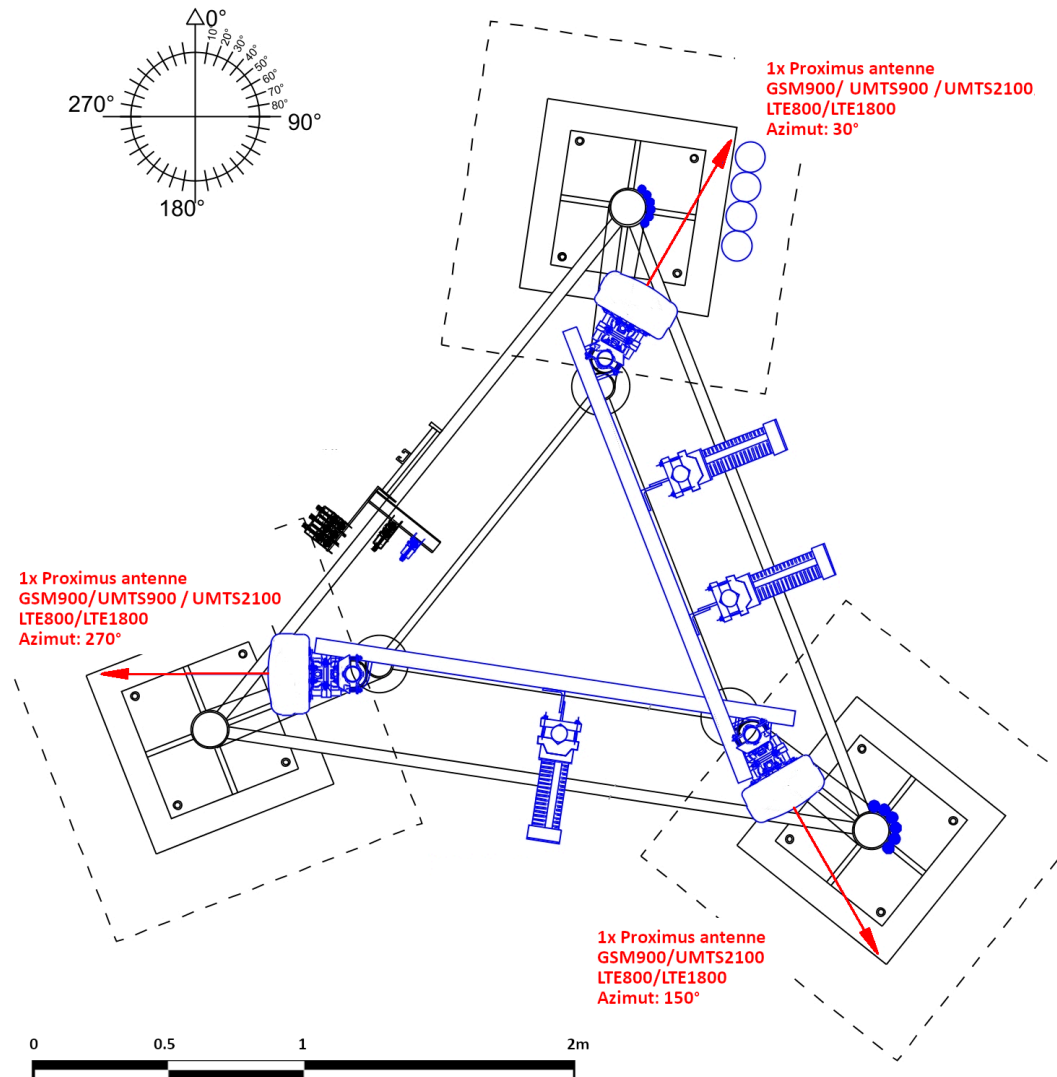 0°
10°
20°
30°
40°
50°
60°
70°
80°
270°
90°
180°
1x Proximus antenne
GSM900/ UMTS900 /UMTS2100
LTE800/LTE1800
Azimut: 30°
1x Proximus antenne
GSM900/UMTS900 / UMTS2100
LTE800/LTE1800
Azimut: 270°
1x Proximus antenne
GSM900/UMTS2100
LTE800/LTE1800
Azimut: 150°
0 0.5 1 2m